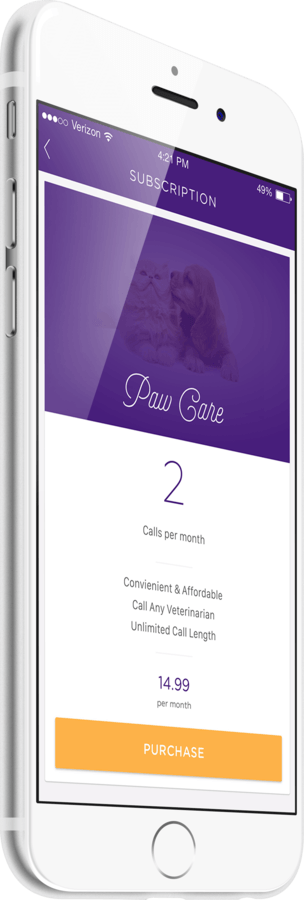 Verizon
4:21 PM
49%
SUBSCRIPTION
Paw Care
2
Calls per month
Convienient & Affordable
Call Any Veterinarian
Unlimited Call Length
14.99
per month
PURCHASE